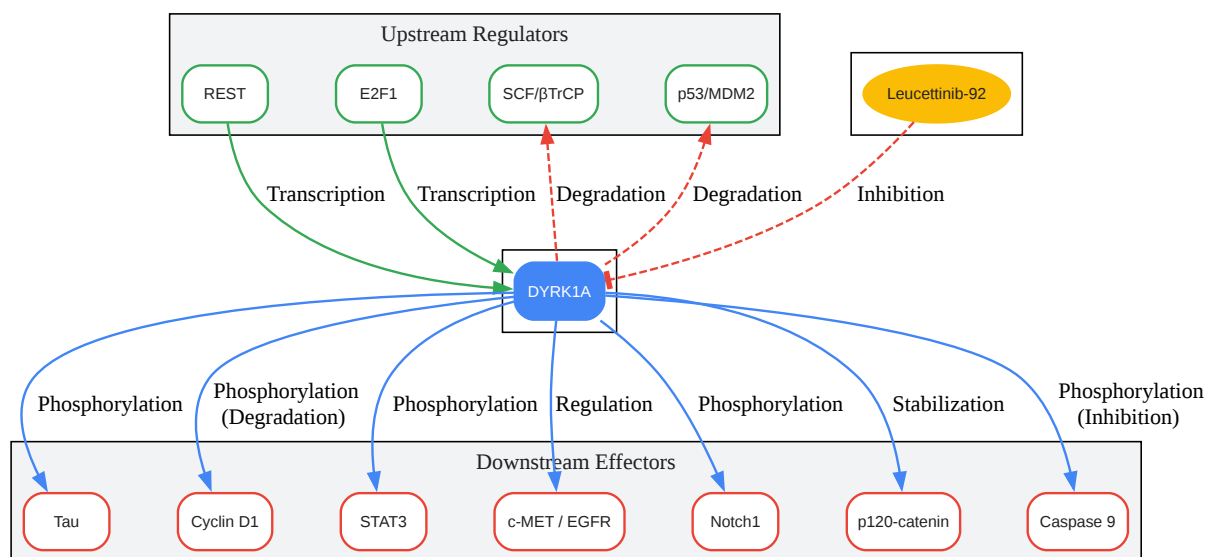 Upstream Regulators
REST
E2F1
SCF/βTrCP
p53/MDM2
Leucettinib-92
Transcription
Transcription
Degradation
Degradation
Inhibition
DYRK1A
Phosphorylation
Phosphorylation
(Degradation)
Phosphorylation
Regulation
Phosphorylation
Stabilization
Phosphorylation
(Inhibition)
Downstream Effectors
Tau
Cyclin D1
STAT3
c-MET / EGFR
Notch1
p120-catenin
Caspase 9